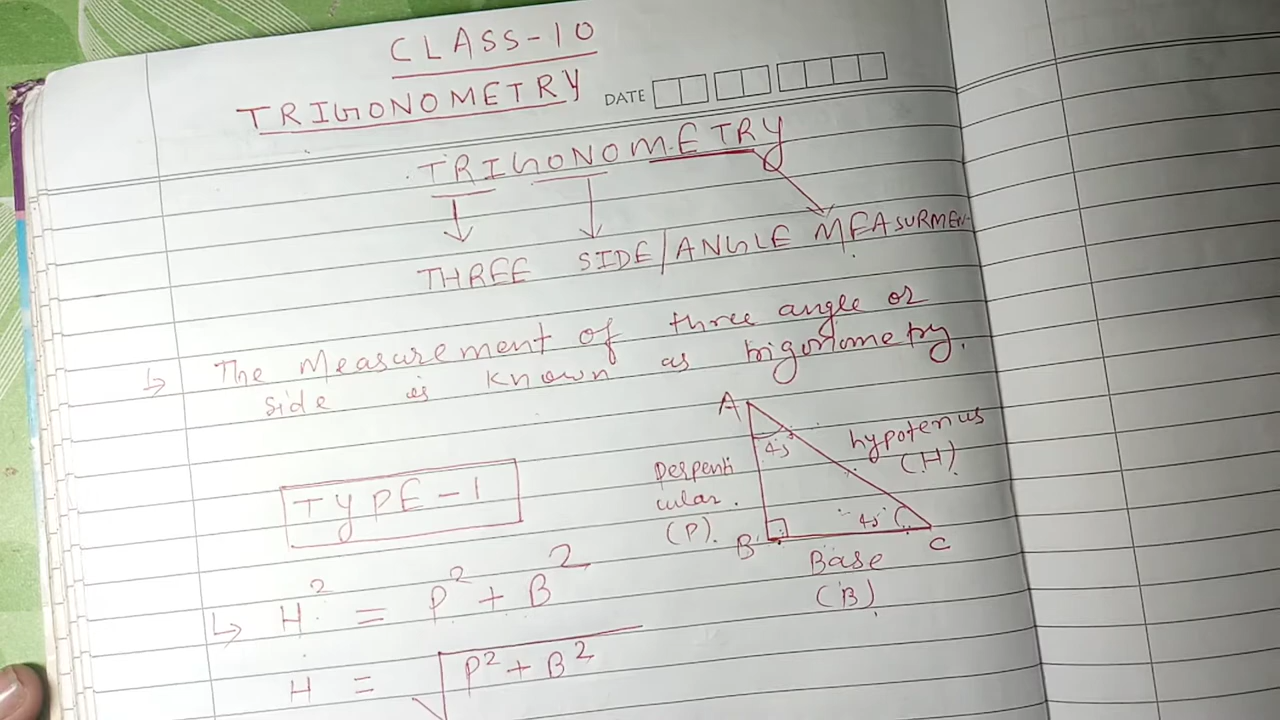 CLASS-10
TRIGONOMETRY
DATE
TRIGONOMETRY
THREE SIDE/ANGLE MEASURMEN
↳ The Measurement of three angle or
side is known as trigonometry.
A
45
hypotenus
(H)
Perpendi
cular.
(P).
B
45
C
Base
(B)
TYPE-1
↳ H² = P² + B²
H = √P² + B²